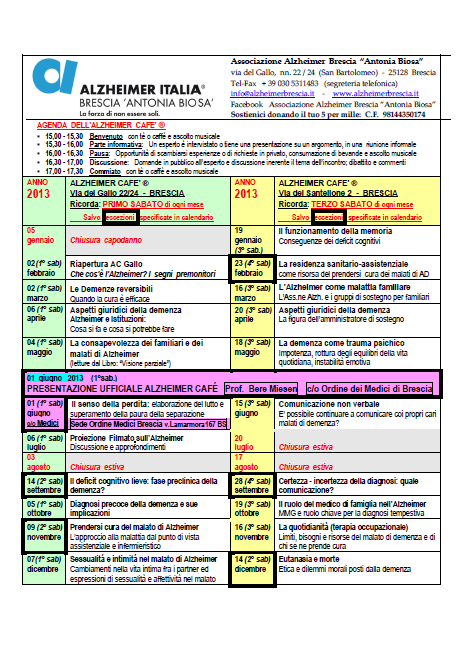 ALZHEIMER ITALIA®
BRESCIA 'ANTONIA BIOSA'
La forza di non essere soli.
Associazione Alzheimer Brescia "Antonia Biosa"
via del Gallo, nn. 22 / 24 (San Bartolomeo) - 25128 Brescia
Tel-Fax + 39 030 5311483 (segreteria telefonica)
info@alzheimerbrescia.it - www.alzheimerbrescia.it
Facebook Associazione Alzheimer Brescia "Antonia Biosa"
Sostienici donando il tuo 5 per mille: C.F. 98144350174
AGENDA DELL'ALZHEIMER CAFE' ®
15,00 - 15,30 Benvenuto con tè o caffè e ascolto musicale
15,30 - 16,00 Parte informativa: Un esperto è intervistato o tiene una presentazione su un argomento, in una riunione informale
16,00 - 16,30 Pausa: Opportunità di scambiarsi esperienze o di richieste in privato, consumazione di bevande e ascolto musicale
16,30 - 17,00 Discussione: Domande in pubblico all'esperto e discussione inerente il tema dell'incontro; dibattito e commenti
17,00 - 17,30 Commiato con tè o caffè e ascolto musicale
ANNO
2013
ALZHEIMER CAFE' ®
Via del Gallo 22/24 - BRESCIA
Ricorda: PRIMO SABATO di ogni mese
Salvo eccezioni specificate in calendario
ANNO
2013
ALZHEIMER CAFE' ®
Via del Santellone 2 - BRESCIA
Ricorda: TERZO SABATO di ogni mese
Salvo eccezioni specificate in calendario
05
gennaio
Chiusura capodanno
19
gennaio
(3° sab.)
Il funzionamento della memoria
Conseguenze dei deficit cognitivi
02 (1° sab)
febbraio
Riapertura AC Gallo
Che cos'è l'Alzheimer? I segni premonitori
23 (4° sab)
febbraio
La residenza sanitario-assistenziale
come risorsa del prendersi cura dei malati di AD
02 (1° sab)
marzo
Le Demenze reversibili
Quando la cura è efficace
16 (3° sab)
marzo
L'Alzheimer come malattia familiare
L'Ass.ne Alzh. e i gruppi di sostegno per familiari
06 (1° sab)
aprile
Aspetti giuridici della demenza
Alzheimer e Istituzioni:
Cosa si fa e cosa si potrebbe fare
20 (3° sab)
aprile
Aspetti giuridici della demenza
La figura dell'amministratore di sostegno
04 (1° sab)
maggio
La consapevolezza dei familiari e dei
malati di Alzheimer
(letture dal Libro: "Visione parziale")
18 (3° sab)
maggio
La demenza come trauma psichico
Impotenza, rottura degli equilibri della vita
quotidiana, instabilità emotiva
01 giugno 2013 (1°sab.)
PRESENTAZIONE UFFICIALE ALZHEIMER CAFÈ Prof. Bere Miesen c/o Ordine dei Medici di Brescia
01 (1° sab)
giugno
c/o Medici
Il senso della perdita: elaborazione del lutto e
superamento della paura della separazione
Sede Ordine Medici Brescia v.Lamarmora167 BS
15 (3° sab)
giugno
Comunicazione non verbale
E' possibile continuare a comunicare coi propri cari
malati di demenza?
06 (1° sab)
luglio
Proiezione Filmato sull'Alzheimer
Discussione e approfondimenti
20
luglio
Chiusura estiva
03
agosto
Chiusura estiva
17
agosto
Chiusura estiva
14 (2° sab)
settembre
Il deficit cognitivo lieve: fase preclinica della
demenza?
28 (4° sab)
settembre
Certezza - incertezza della diagnosi: quale
comunicazione?
05 (1° sab)
ottobre
Diagnosi precoce della demenza e sue
implicazioni
19 (3° sab)
ottobre
Il ruolo del medico di famiglia nell'Alzheimer
MMG e ruolo chiave per la diagnosi tempestiva
09 (2° sab)
novembre
Prendersi cura del malato di Alzheimer
L'approccio alla malattia dal punto di vista
assistenziale e infermieristico
16 (3° sab)
novembre
La quotidianità (terapia occupazionale)
Limiti, bisogni e risorse del malato di demenza e di
chi se ne prende cura
07(1° sab)
dicembre
Sessualità e intimità nel malato di Alzheimer
Cambiamenti nella vita intima fra i partner ed
espressioni di sessualità e affettività nel malato
14 (2° sab)
dicembre
Eutanasia e morte
Etica e dilemmi morali posti dalla demenza